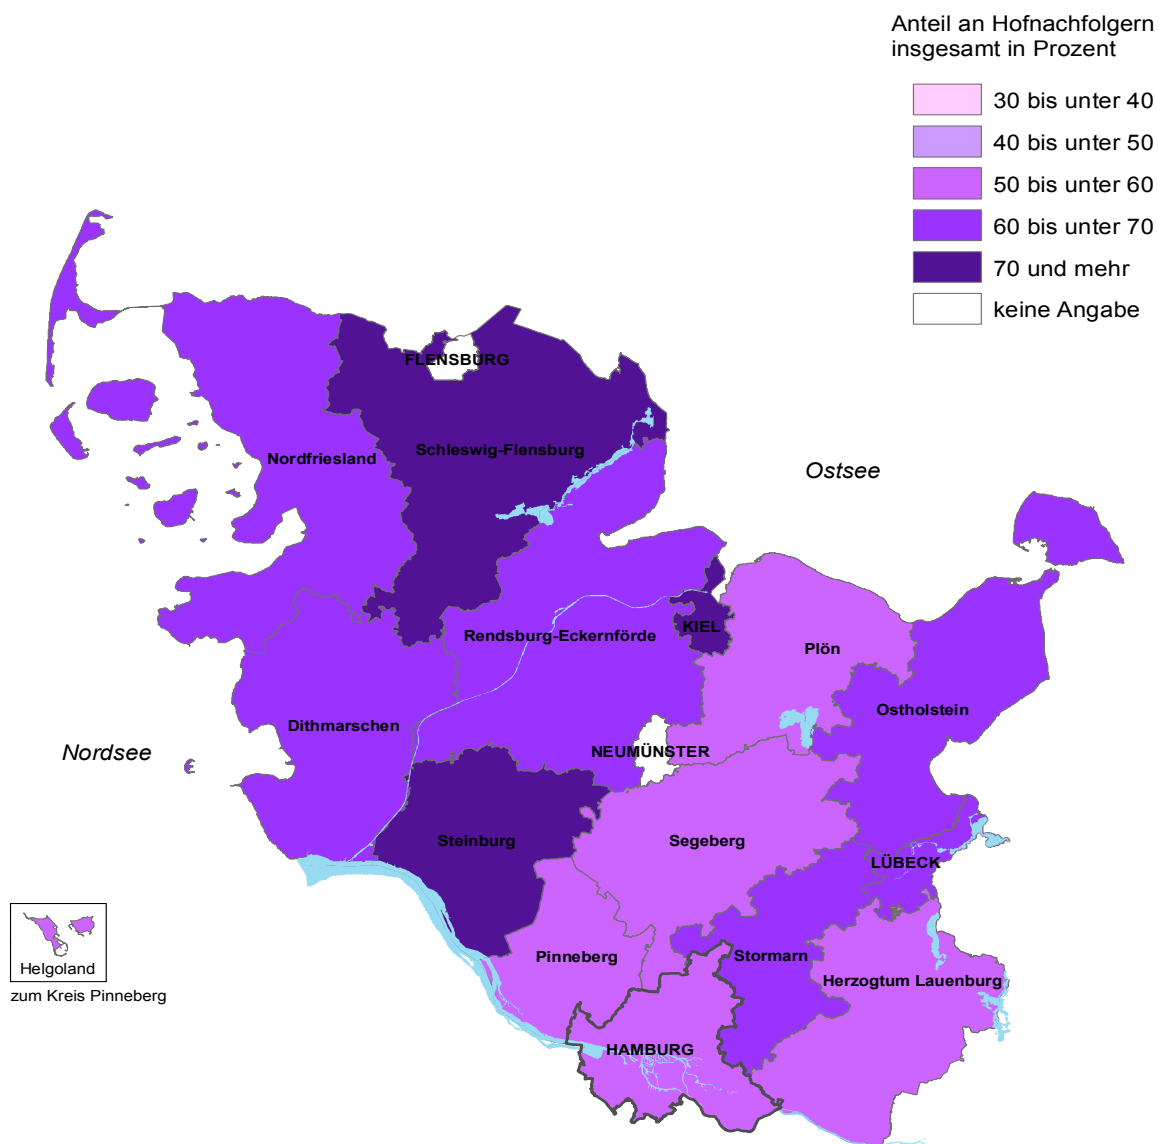 Anteil an Hofnachfolgern
insgesamt in Prozent
30 bis unter 40
40 bis unter 50
50 bis unter 60
60 bis unter 70
70 und mehr
keine Angabe
FLENSBURG
Schleswig-Flensburg
Nordfriesland
Ostsee
KIEL
Rendsburg-Eckernförde
Plön
Ostholstein
Dithmarschen
Nordsee
NEUMÜNSTER
Steinburg
Segeberg
LÜBECK
Pinneberg
Stormarn
Helgoland
Herzogtum Lauenburg
zum Kreis Pinneberg
HAMBURG